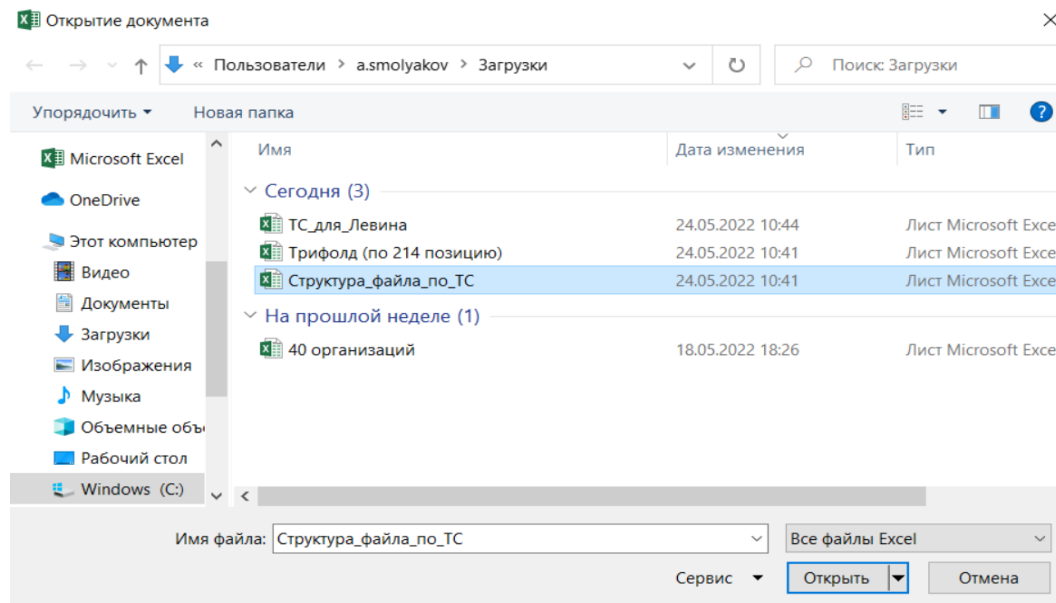 Открытие документа
« Пользователи > a.smolyakov > Загрузки
Поиск: Загрузки
Упорядочить
Новая папка
?
Microsoft Excel
OneDrive
Этот компьютер
Видео
Документы
Загрузки
Изображения
Музыка
Объемные объ
Рабочий стол
Windows (C:)
Имя Дата изменения Тип
Сегодня (3)
ТС_для_Левина 24.05.2022 10:44 Лист Microsoft Exce
Трифолд (по 214 позицию) 24.05.2022 10:41 Лист Microsoft Exce
Структура_файла_по_ТС 24.05.2022 10:41 Лист Microsoft Exce
На прошлой неделе (1)
40 организаций 18.05.2022 18:26 Лист Microsoft Exce
Имя файла: Структура_файла_по_ТС Все файлы Excel
Сервис Открыть Отмена